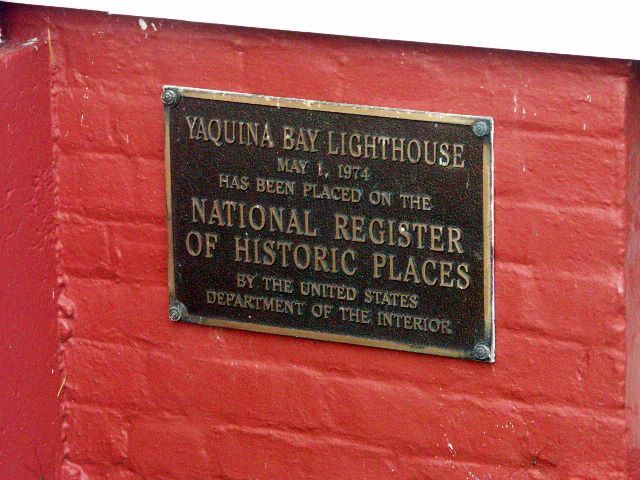 YAQUINA BAY LIGHTHOUSE
MAY 1, 1974
HAS BEEN PLACED ON THE
NATIONAL REGISTER
OF HISTORIC PLACES
BY THE UNITED STATES
DEPARTMENT OF THE INTERIOR